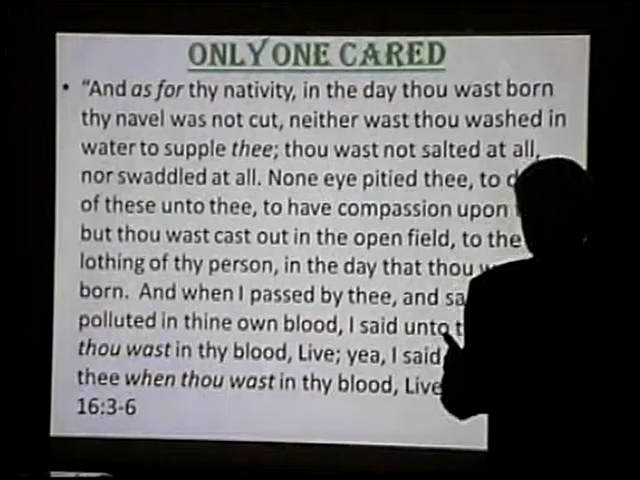 ONLY ONE CARED
• "And as for thy nativity, in the day thou wast born
thy navel was not cut, neither wast thou washed in
water to supple thee; thou wast not salted at all,
nor swaddled at all. None eye pitied thee, to d
of these unto thee, to have compassion upon
but thou wast cast out in the open field, to the
lothing of thy person, in the day that thou
born. And when I passed by thee, and sa
polluted in thine own blood, I said unto t
thou wast in thy blood, Live; yea, I said
thee when thou wast in thy blood, Live
16:3-6